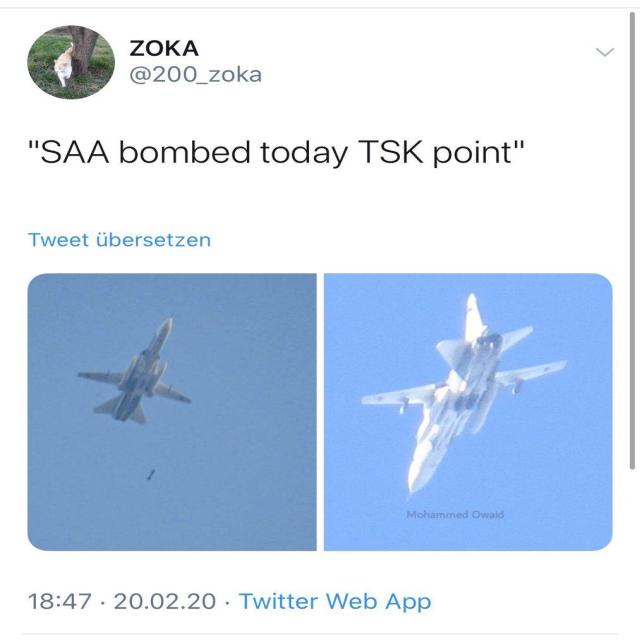 ZOKA
@200_zoka
"SAA bombed today TSK point"
Tweet übersetzen
Mohammed Owaid
18:47 · 20.02.20 · Twitter Web App